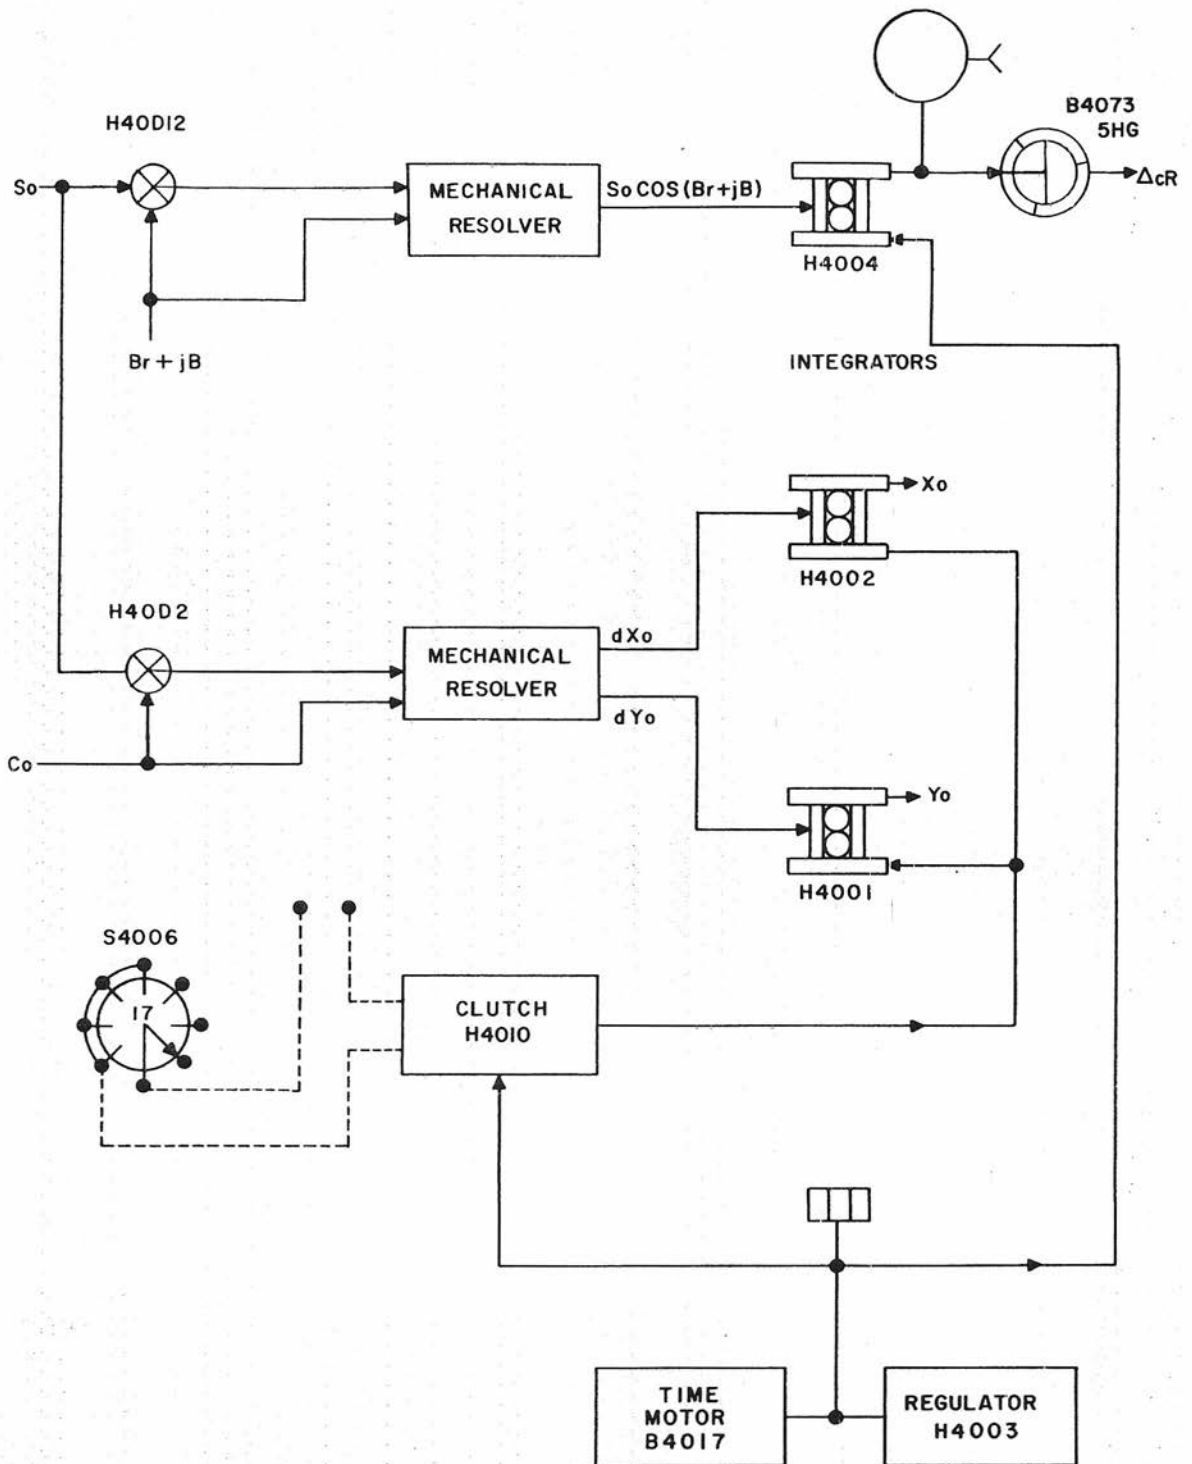 B4073
5HG
H40D12
So
MECHANICAL
RESOLVER
So COS (Br+jB)
ΔcR
H4004
Br + jB
INTEGRATORS
Xo
H4002
H40D2
MECHANICAL
RESOLVER
dXo
dYo
Co
Yo
H4001
S4006
17
CLUTCH
H4010
TIME
MOTOR
B4017
REGULATOR
H4003